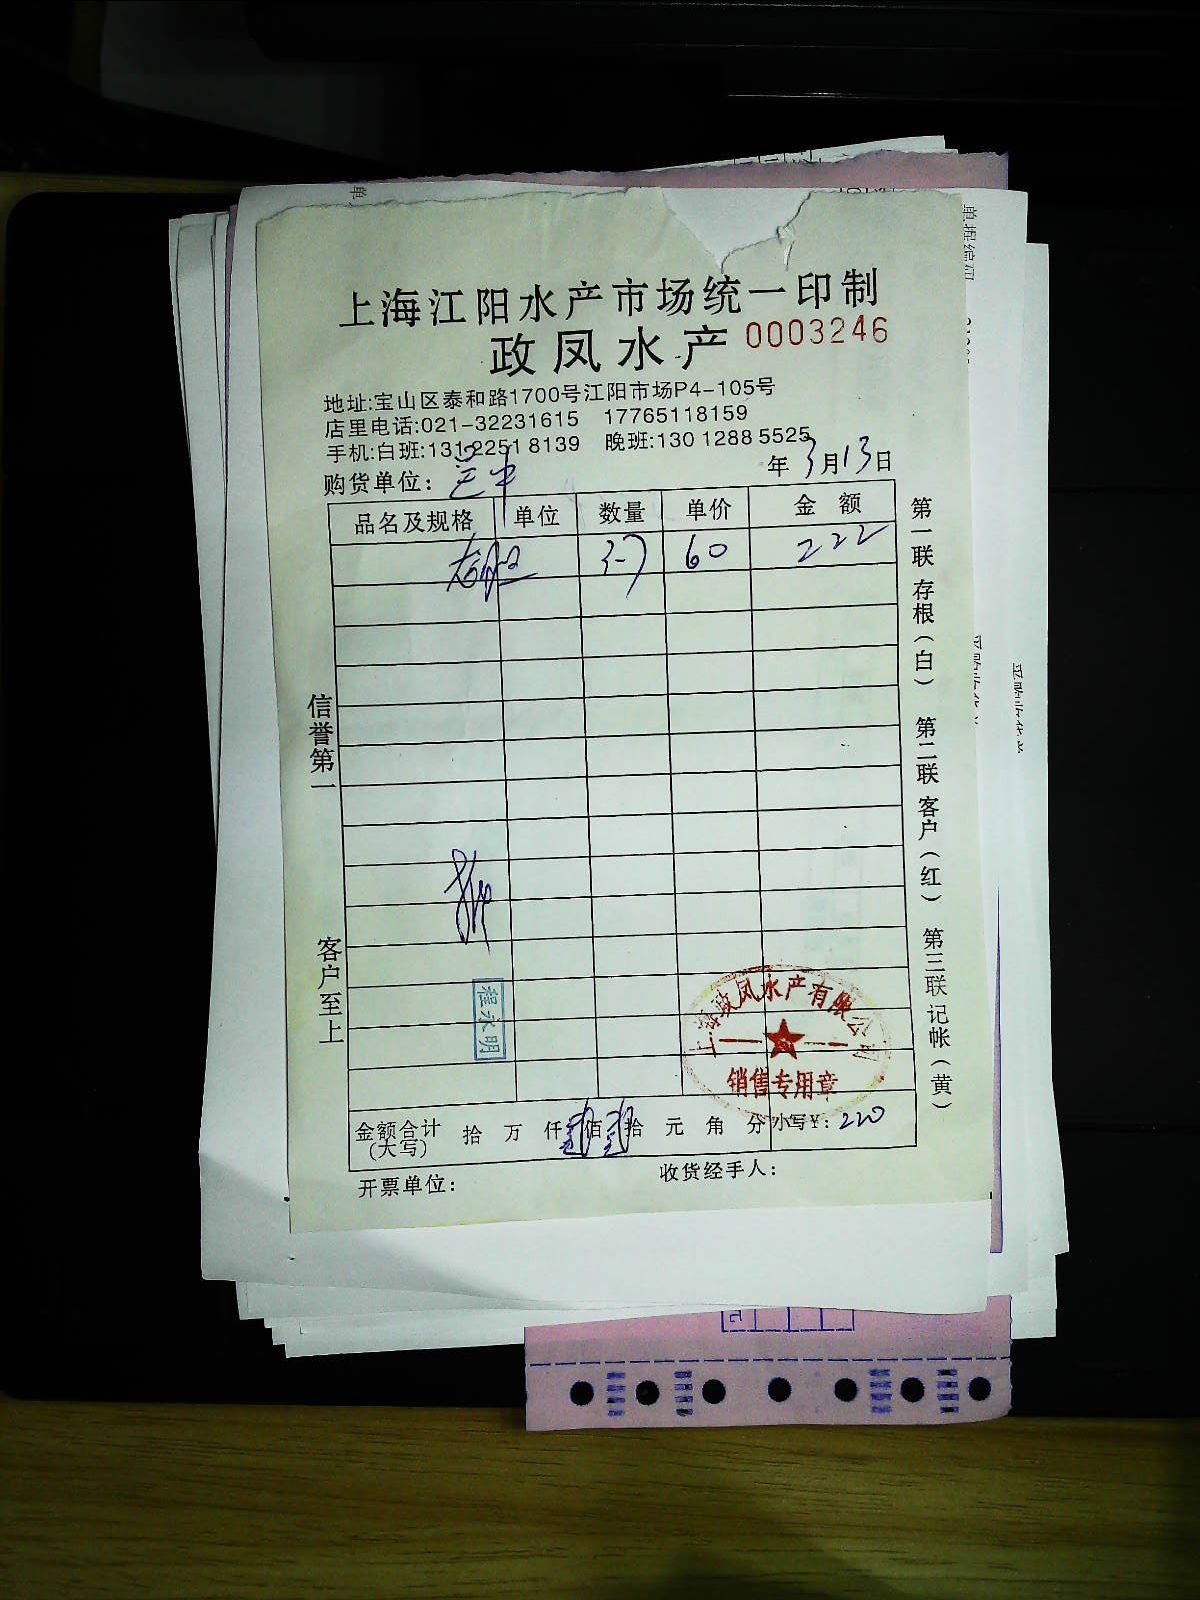 上海江阳水产市场统一印制
政凤水产 0003246
地址:宝山区泰和路1700号江阳市场P4-105号
店里电话:021-32231615 17765118159
手机:白班:131 2251 8139 晚班:130 1288 5525
购货单位: 年 3月13日
品名及规格 单位 数量 单价 金额
3-7 60 222
信誉第一
客户至上
第一联 存根(白) 第二联 客户(红) 第三联 记帐(黄)
程永明
上海政凤水产有限公司
销售专用章
金额合计(大写) 拾 万 仟 贰 佰 贰 拾 元 角 分 小写¥: 220
开票单位: 收货经手人: